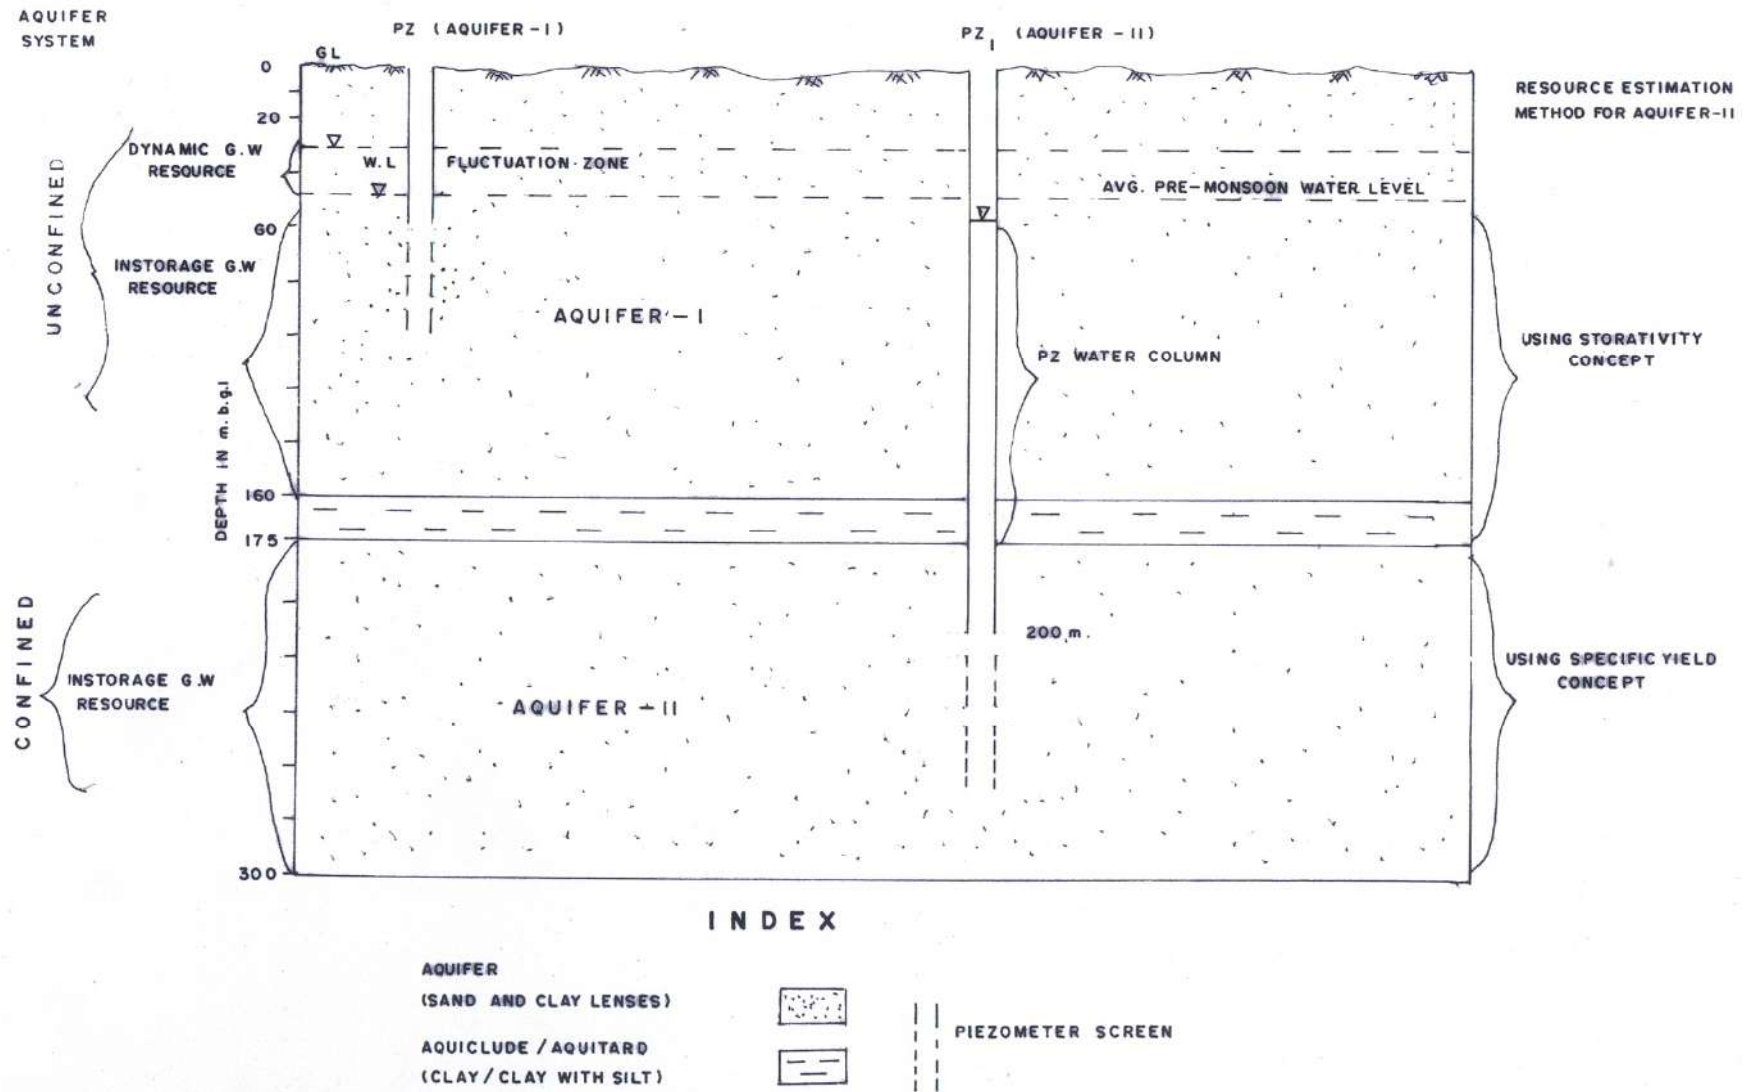 AQUIFER
SYSTEM
PZ (AQUIFER-I)
PZ I (AQUIFER -II)
GL
0
20
60
160
175
300
DEPTH IN m.b.g.l
RESOURCE ESTIMATION
METHOD FOR AQUIFER-II
UNCONFINED
DYNAMIC G.W
RESOURCE
W.L FLUCTUATION ZONE
AVG. PRE-MONSOON WATER LEVEL
INSTORAGE G.W
RESOURCE
AQUIFER - I
PZ WATER COLUMN
USING STORATIVITY
CONCEPT
CONFINED
INSTORAGE G.W
RESOURCE
AQUIFER -II
200 m.
USING SPECIFIC YIELD
CONCEPT
INDEX
AQUIFER
(SAND AND CLAY LENSES)
AQUICLUDE / AQUITARD
(CLAY/CLAY WITH SILT)
PIEZOMETER SCREEN